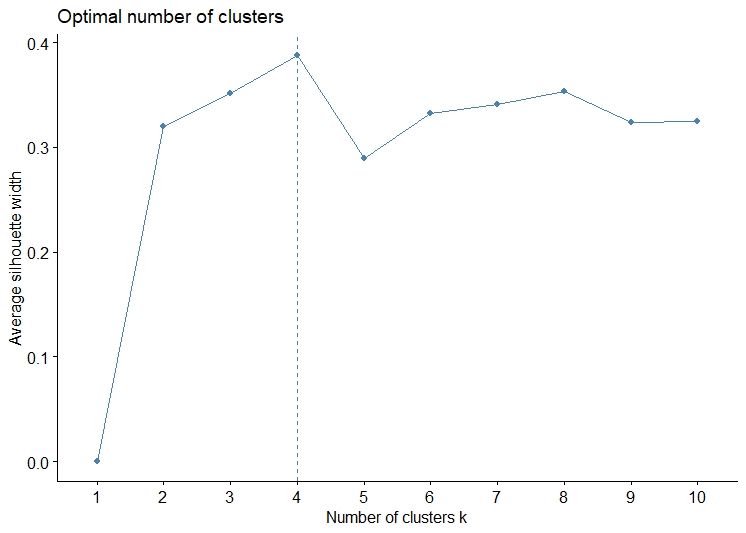 Optimal number of clusters
0.4
0.3
0.2
0.1
0.0
Average silhouette width
1 2 3 4 5 6 7 8 9 10
Number of clusters k